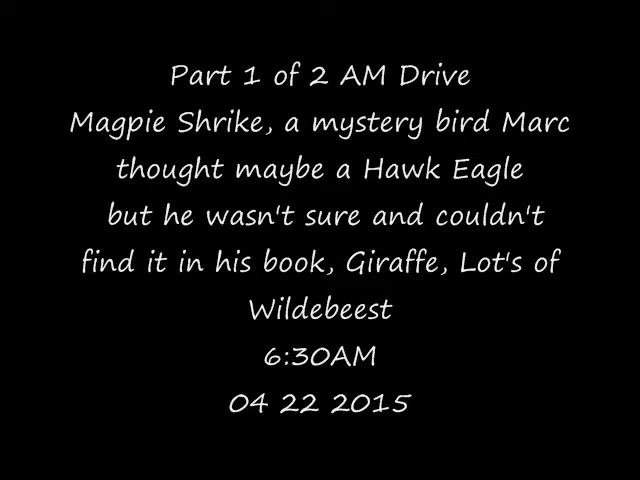 Part 1 of 2 AM Drive
Magpie Shrike, a mystery bird Marc
thought maybe a Hawk Eagle
but he wasn't sure and couldn't
find it in his book, Giraffe, Lot's of
Wildebeest
6:30AM
04 22 2015